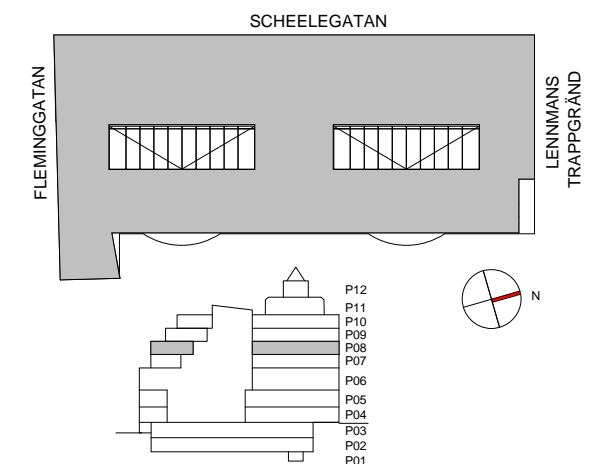 SCHEELEGATAN
FLEMINGGATAN
LENNMANS
TRAPPGRÄND
N
P12
P11
P10
P09
P08
P07
P06
P05
P04
P03
P02
P01